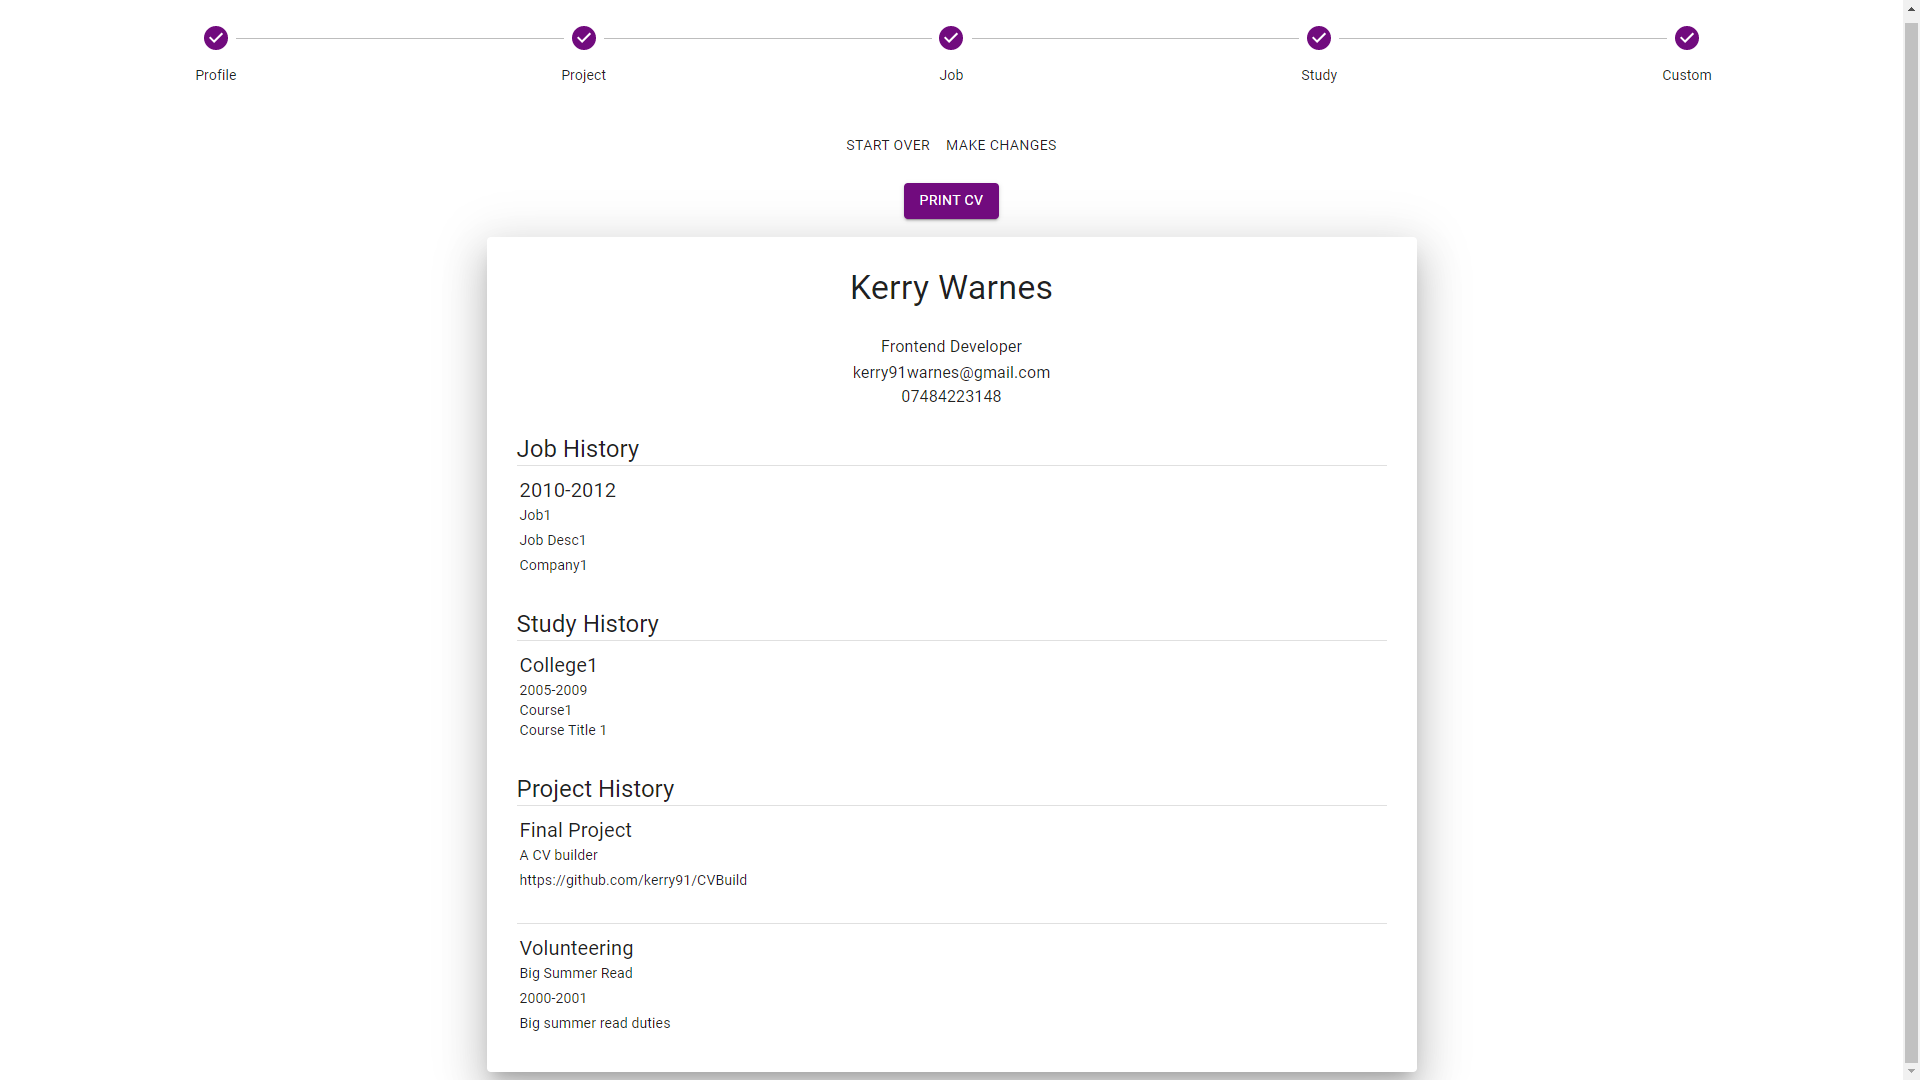 Profile
Project
Job
Study
Custom
START OVER MAKE CHANGES
PRINT CV
Kerry Warnes
Frontend Developer
kerry91warnes@gmail.com
07484223148
Job History
2010-2012
Job1
Job Desc1
Company1
Study History
College1
2005-2009
Course1
Course Title 1
Project History
Final Project
A CV builder
https://github.com/kerry91/CVBuild
Volunteering
Big Summer Read
2000-2001
Big summer read duties